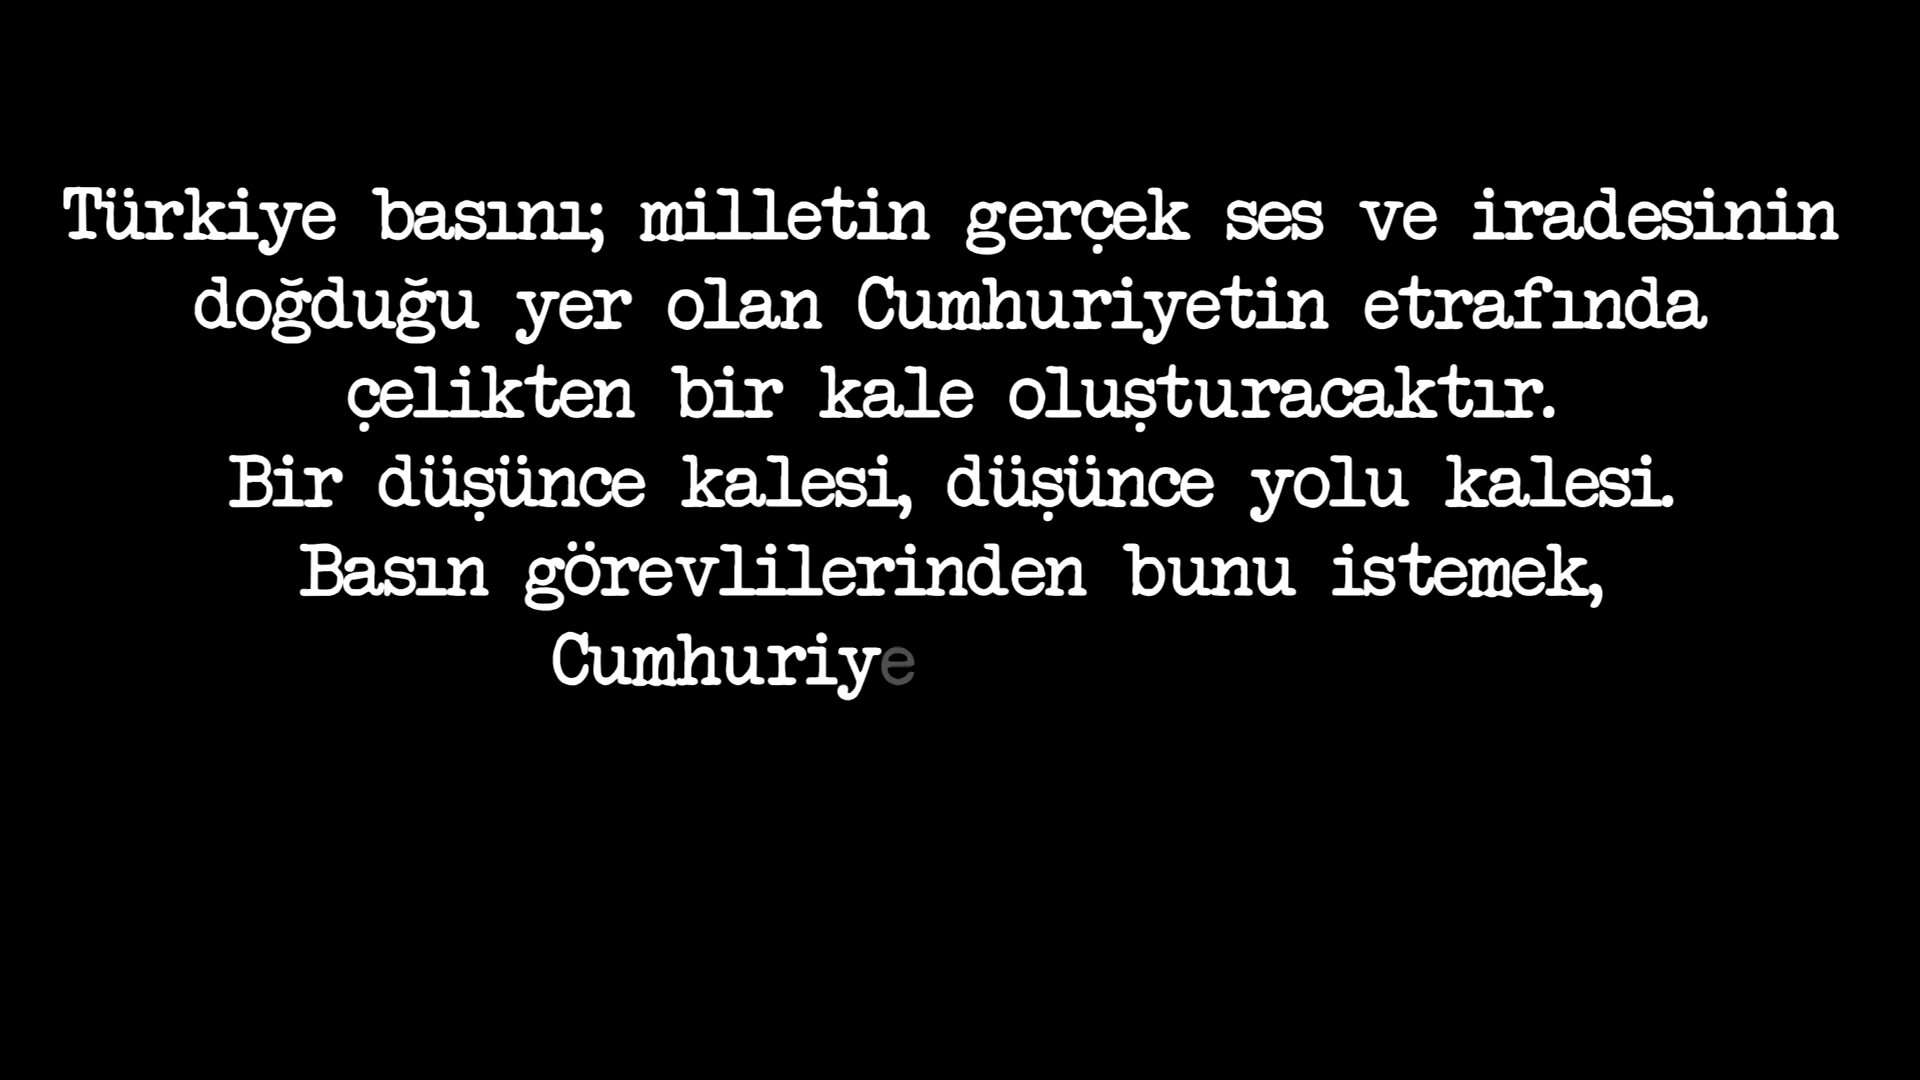 Türkiye basını; milletin gerçek ses ve iradesinin
doğduğu yer olan Cumhuriyetin etrafında
çelikten bir kale oluşturacaktır.
Bir düşünce kalesi, düşünce yolu kalesi.
Basın görevlilerinden bunu istemek,
Cumhuriye